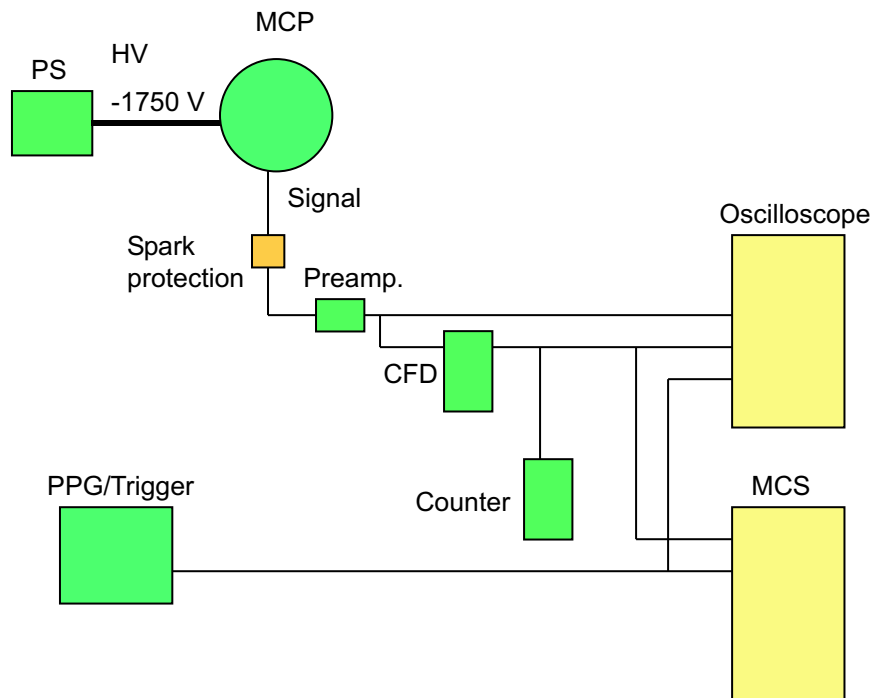 MCP
HV
PS
-1750 V
Signal
Oscilloscope
Spark
protection
Preamp.
CFD
PPG/Trigger
MCS
Counter